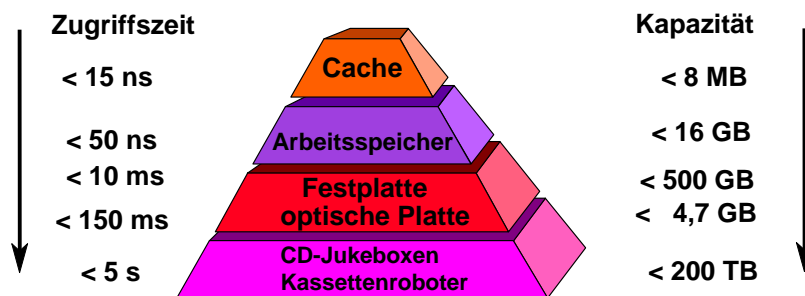 Zugriffszeit Kapazität
< 15 ns Cache < 8 MB
< 50 ns Arbeitsspeicher < 16 GB
< 10 ms Festplatte < 500 GB
< 150 ms optische Platte < 4,7 GB
CD-Jukeboxen
< 5 s Kassettenroboter < 200 TB